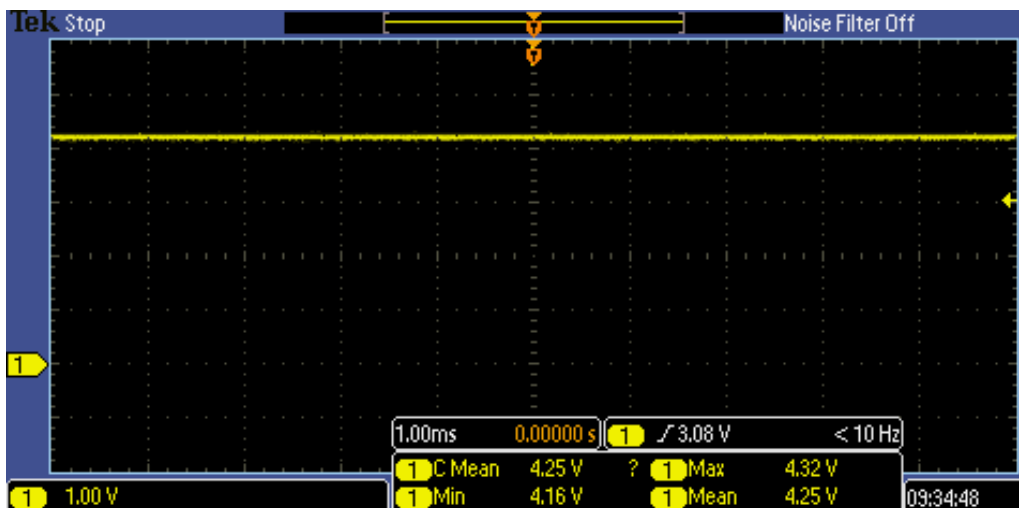 Tek Stop Noise Filter Off
T
T
1
1.00ms 0.00000 s 1 3.08 V < 10 Hz
1 C Mean 4.25 V ? 1 Max 4.32 V
1 1.00 V 1 Min 4.16 V 1 Mean 4.25 V 09:34:48